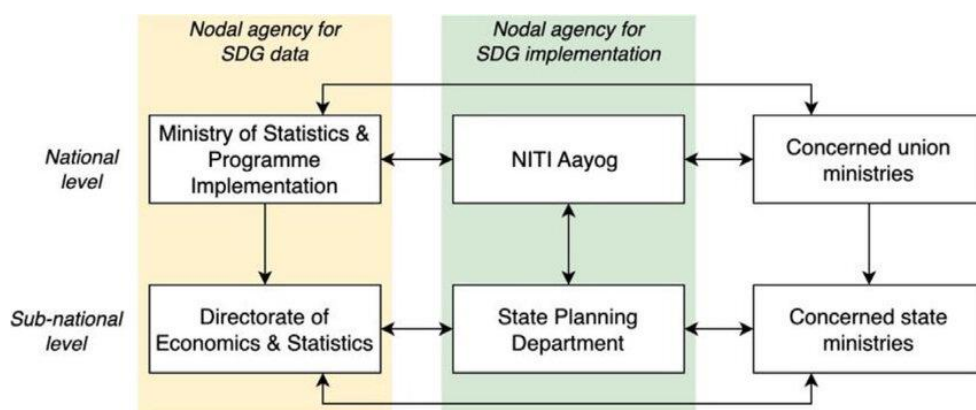 Nodal agency for
SDG data
Nodal agency for
SDG implementation
National
level
Ministry of Statistics &
Programme
Implementation
NITI Aayog
Concerned union
ministries
Sub-national
level
Directorate of
Economics & Statistics
State Planning
Department
Concerned state
ministries